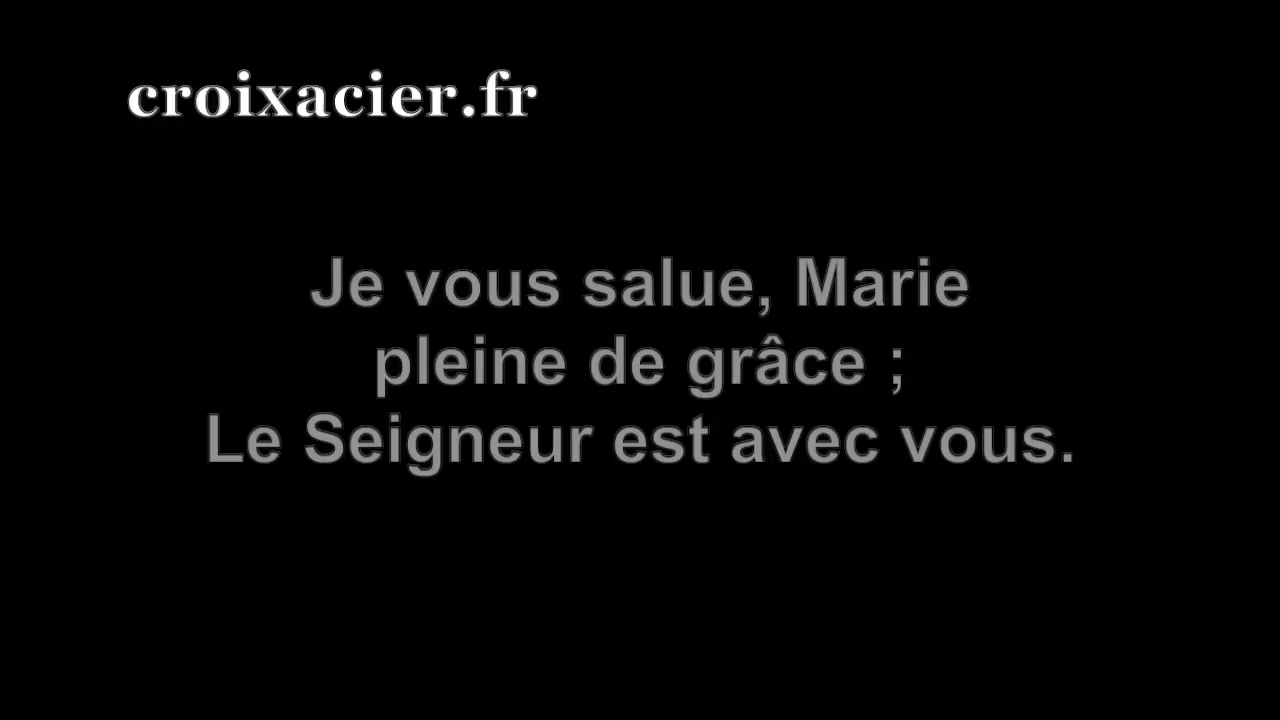 croixacier.fr
Je vous salue, Marie
pleine de grâce ;
Le Seigneur est avec vous.